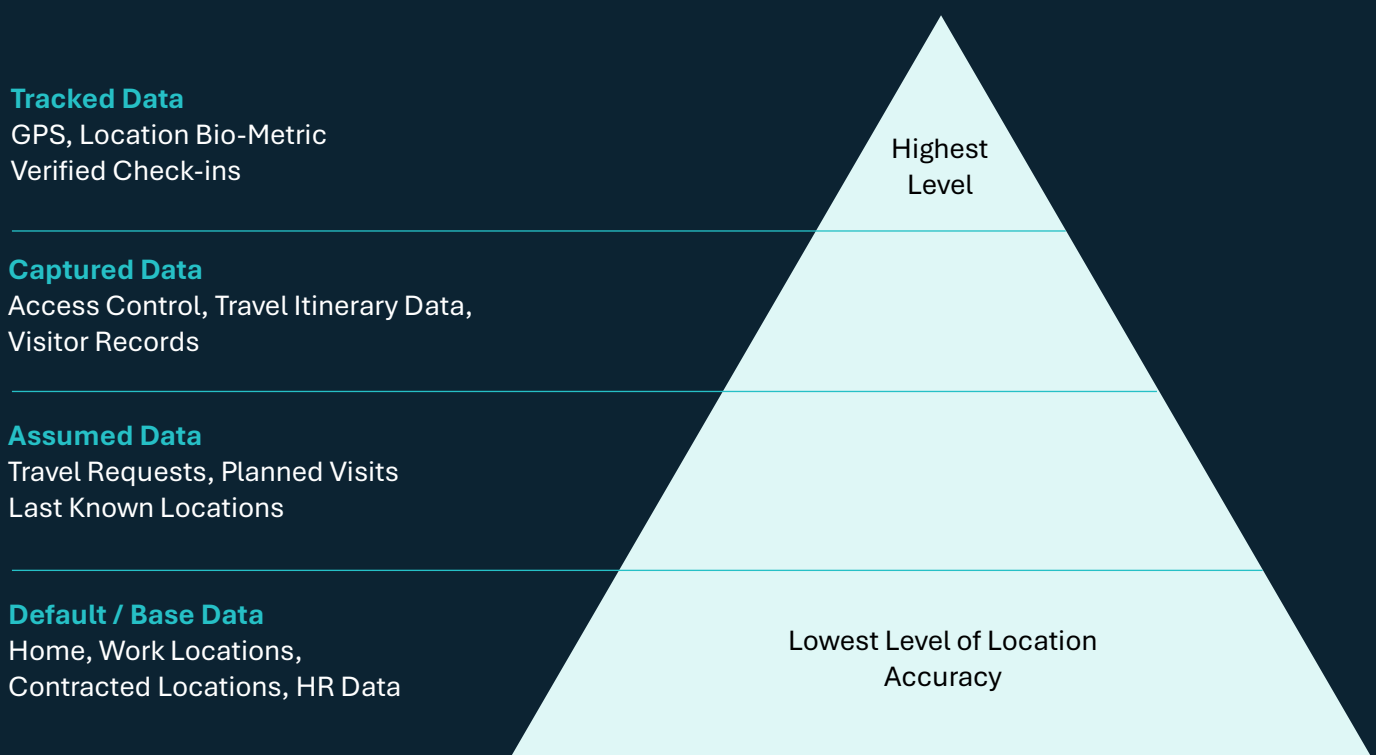 Tracked Data
GPS, Location Bio-Metric
Verified Check-ins
Highest
Level
Captured Data
Access Control, Travel Itinerary Data,
Visitor Records
Assumed Data
Travel Requests, Planned Visits
Last Known Locations
Default / Base Data
Home, Work Locations,
Contracted Locations, HR Data
Lowest Level of Location
Accuracy